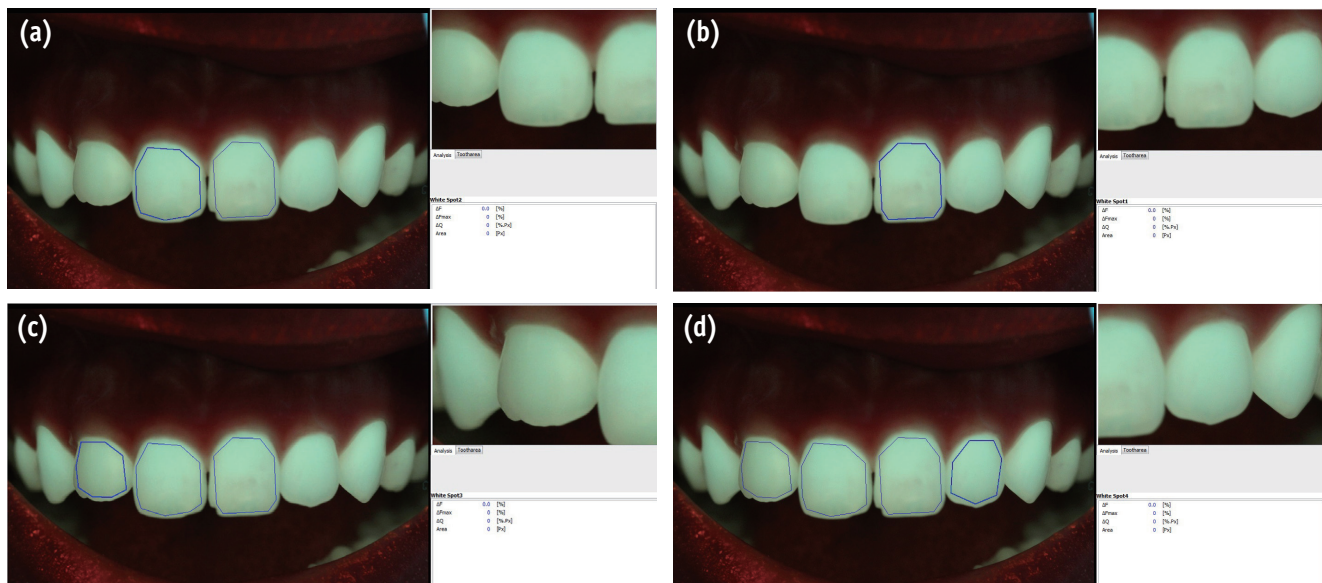 (a)
Analysis Tootharea
White Spot2
ΔF 0.0 [%]
ΔFmax 0 [%]
ΔQ 0 [%.Px]
Area 0 [Px]
(b)
Analysis Tootharea
White Spot1
ΔF 0.0 [%]
ΔFmax 0 [%]
ΔQ 0 [%.Px]
Area 0 [Px]
(c)
Analysis Tootharea
White Spot3
ΔF 0.0 [%]
ΔFmax 0 [%]
ΔQ 0 [%.Px]
Area 0 [Px]
(d)
Analysis Tootharea
White Spot4
ΔF 0.0 [%]
ΔFmax 0 [%]
ΔQ 0 [%.Px]
Area 0 [Px]